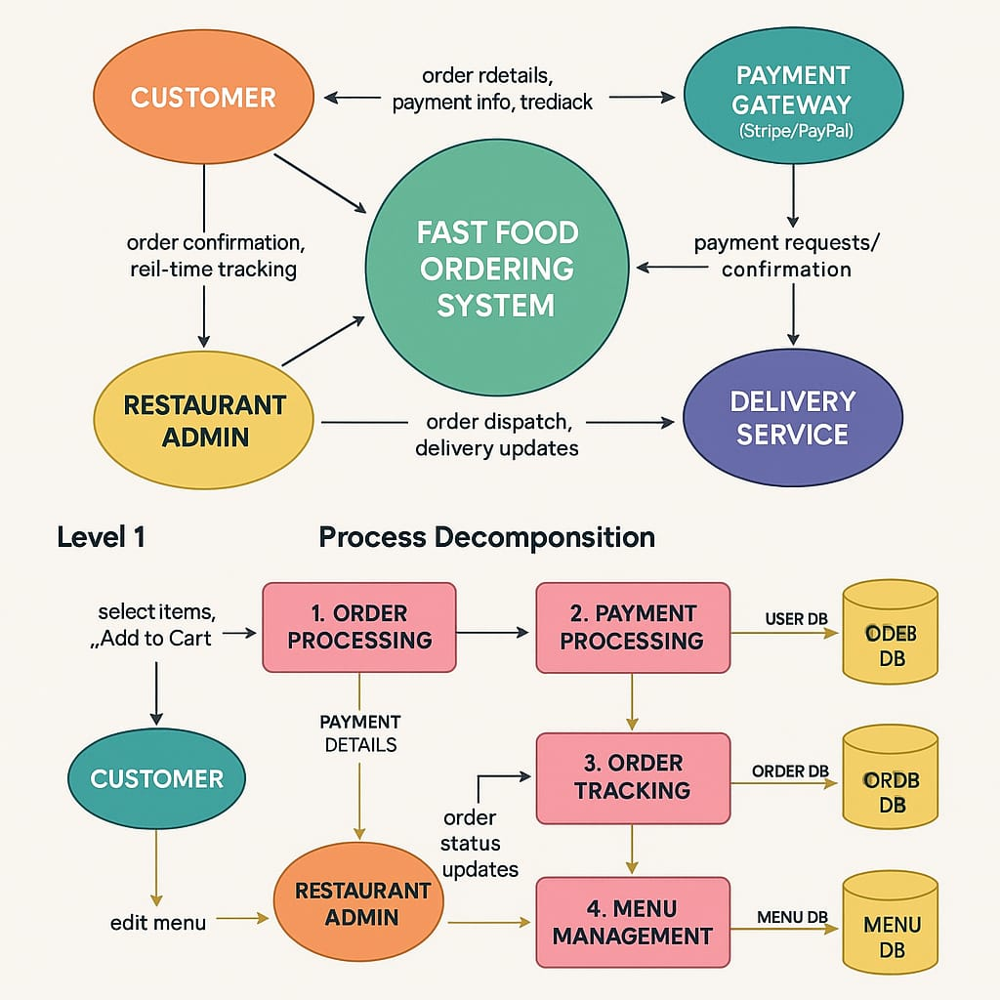 CUSTOMER
order rdetails,
payment info, trediack
PAYMENT
GATEWAY
(Stripe/PayPal)
FAST FOOD
ORDERING
SYSTEM
order confirmation,
reil-time tracking
payment requests/
confirmation
RESTAURANT
ADMIN
order dispatch,
delivery updates
DELIVERY
SERVICE
Level 1
Process Decomponsition
select items,
„Add to Cart
1. ORDER
PROCESSING
2. PAYMENT
PROCESSING
USER DB
DB
PAYMENT
DETAILS
CUSTOMER
3. ORDER
TRACKING
ORDER DB
DB
order
status
updates
edit menu
RESTAURANT
ADMIN
4. MENU
MANAGEMENT
MENU DB
MENU
DB